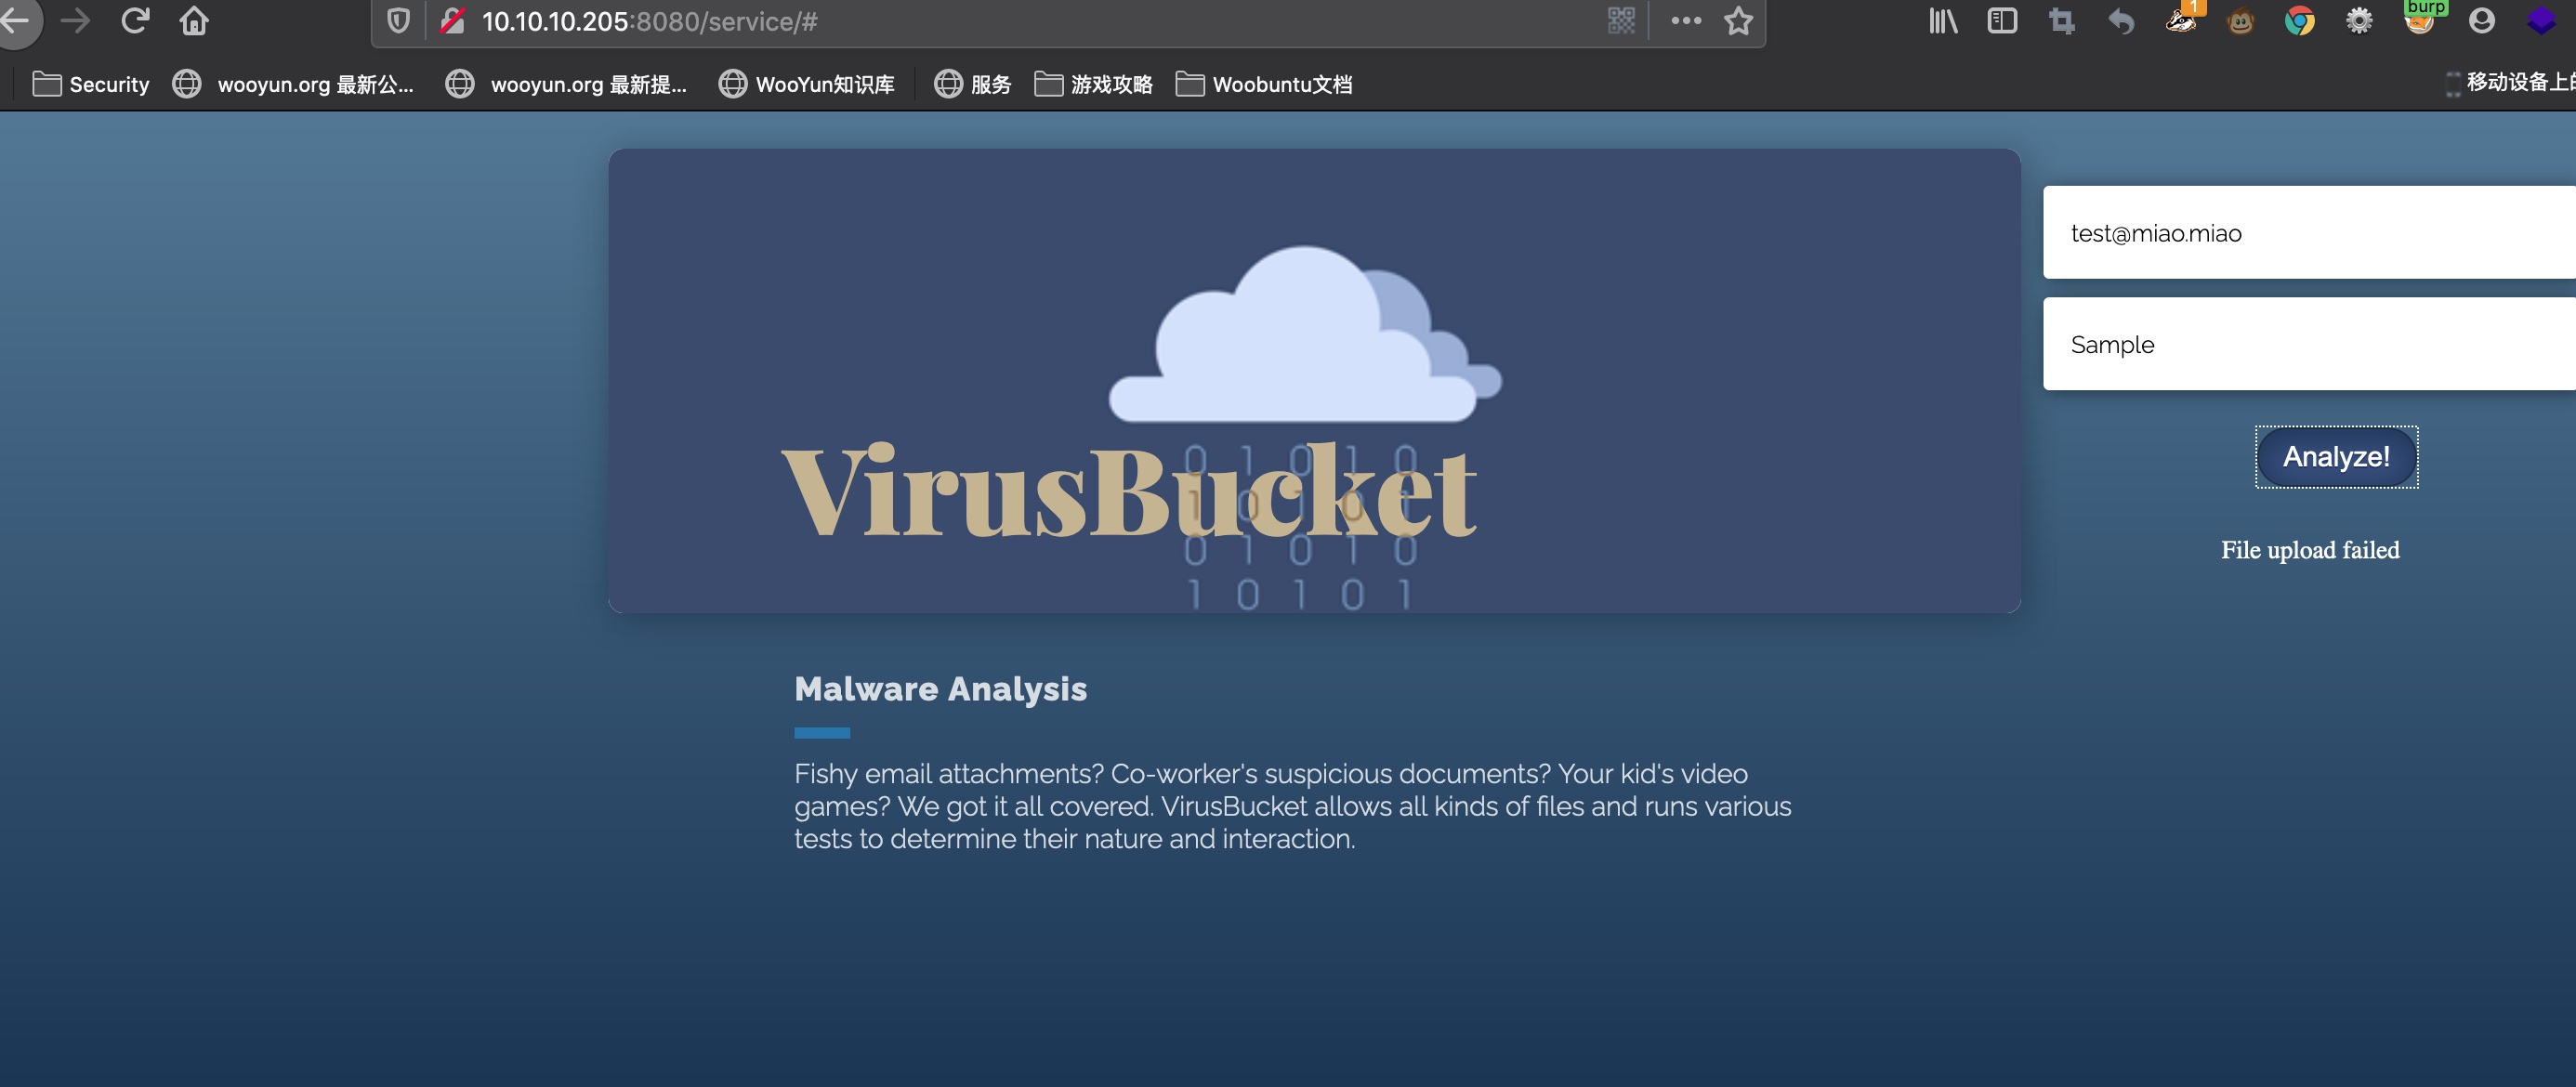 10.10.10.205:8080/service/#
1
burp
Security
wooyun.org 最新公...
wooyun.org 最新提...
WooYun知识库
服务
游戏攻略
Woobuntu文档
移动设备上的
test@miao.miao
Sample
Analyze!
File upload failed
VirusBucket
0 1 0 1 0
1 0 1 0 1
0 1 0 1 0
1 0 1 0 1
Malware Analysis
Fishy email attachments? Co-worker's suspicious documents? Your kid's video
games? We got it all covered. VirusBucket allows all kinds of files and runs various
tests to determine their nature and interaction.